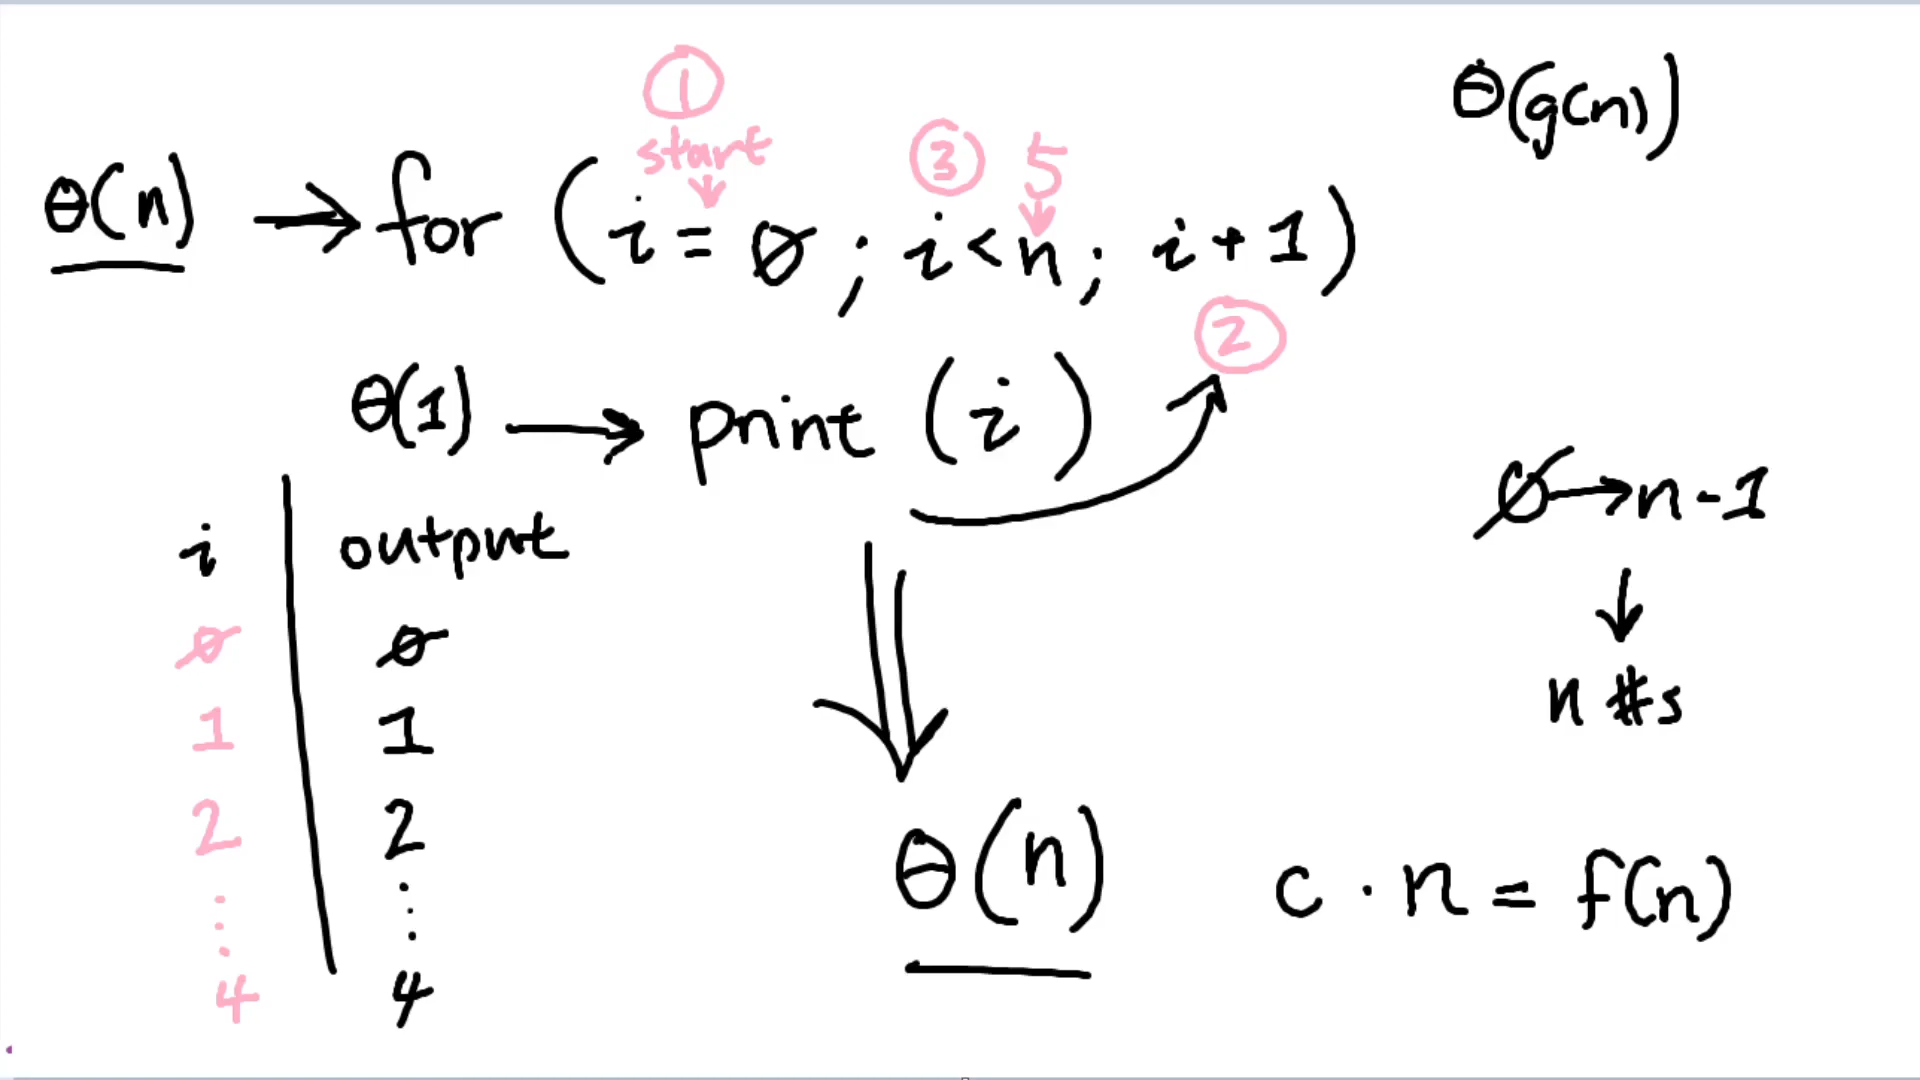 ①
start ③ 5
θ(g(n))
θ(n) → for (i = 0; i < n; i + 1)
②
θ(1) → print (i)
0 → n - 1
n #s
i output
0 0
1 1
2 2
⋮ ⋮
4 4
θ(n)
c · n = f(n)